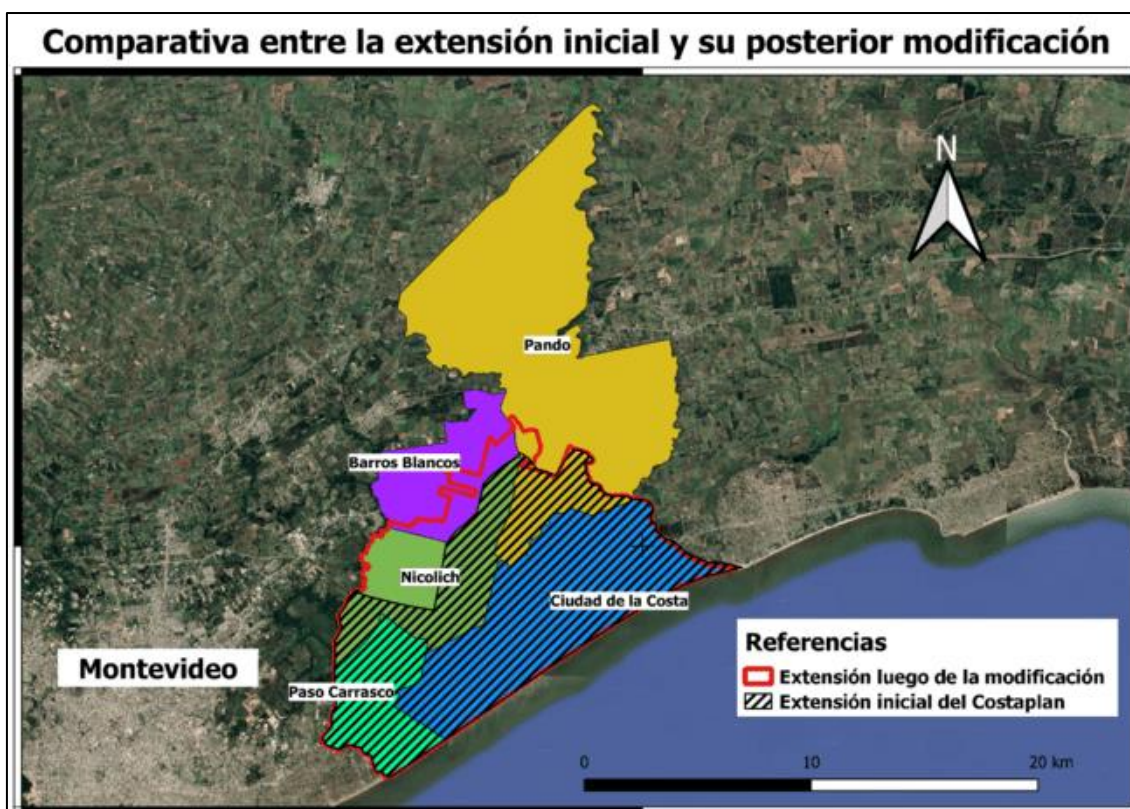 Comparativa entre la extensión inicial y su posterior modificación
N
Pando
Barros Blancos
Nicolich
Ciudad de la Costa
Montevideo
Paso Carrasco
Referencias
Extensión luego de la modificación
Extensión inicial del Costaplan
0 10 20 km